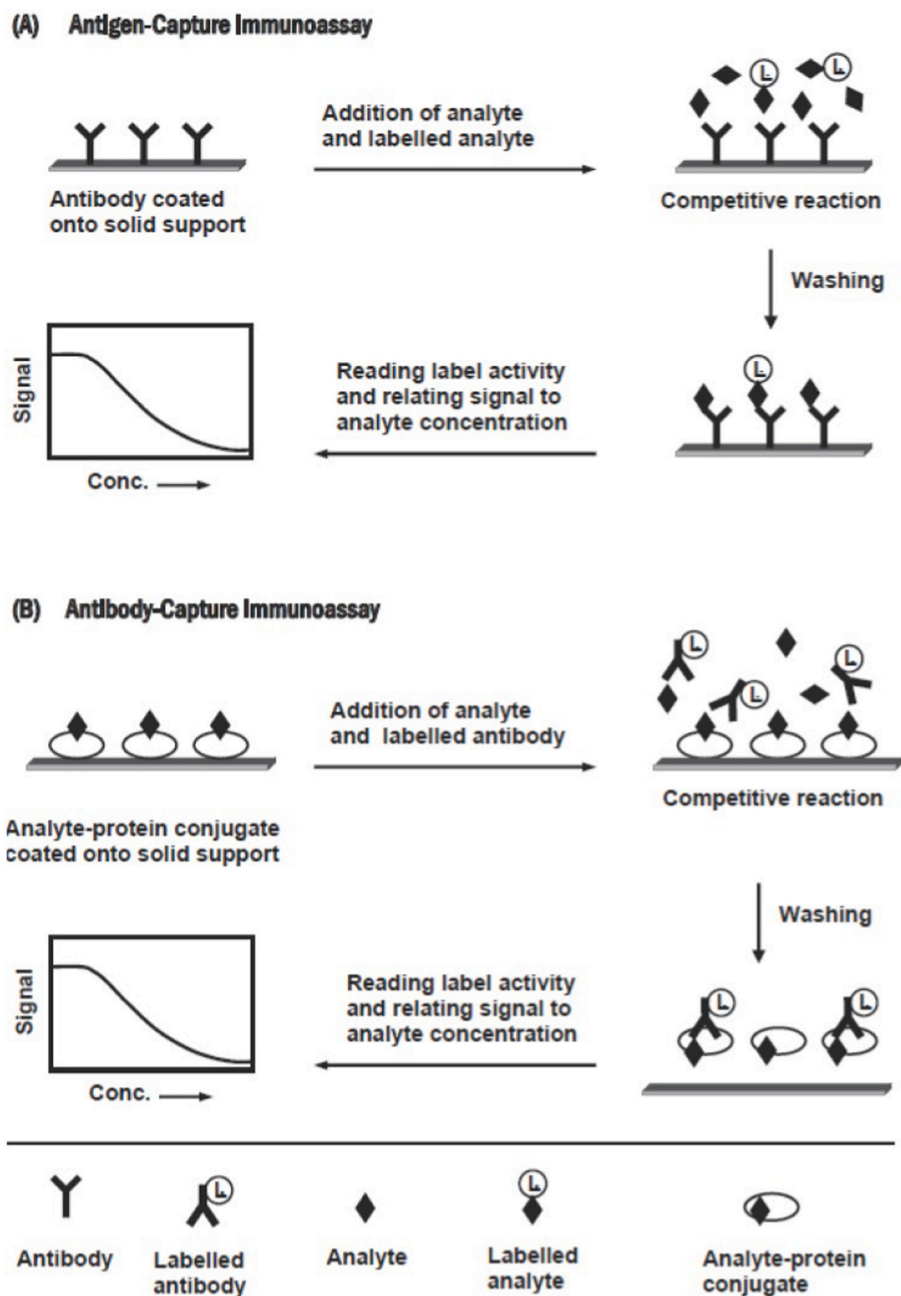 (A) Antigen-Capture Immunoassay
Antibody coated
onto solid support
Addition of analyte
and labelled analyte
L
L
Competitive reaction
Washing
L
Reading label activity
and relating signal to
analyte concentration
Signal
Conc.
(B) Antibody-Capture Immunoassay
Analyte-protein conjugate
coated onto solid support
Addition of analyte
and labelled antibody
L
L
L
Competitive reaction
Washing
L
L
Reading label activity
and relating signal to
analyte concentration
Signal
Conc.
Antibody
L
Labelled
antibody
Analyte
L
Labelled
analyte
Analyte-protein
conjugate